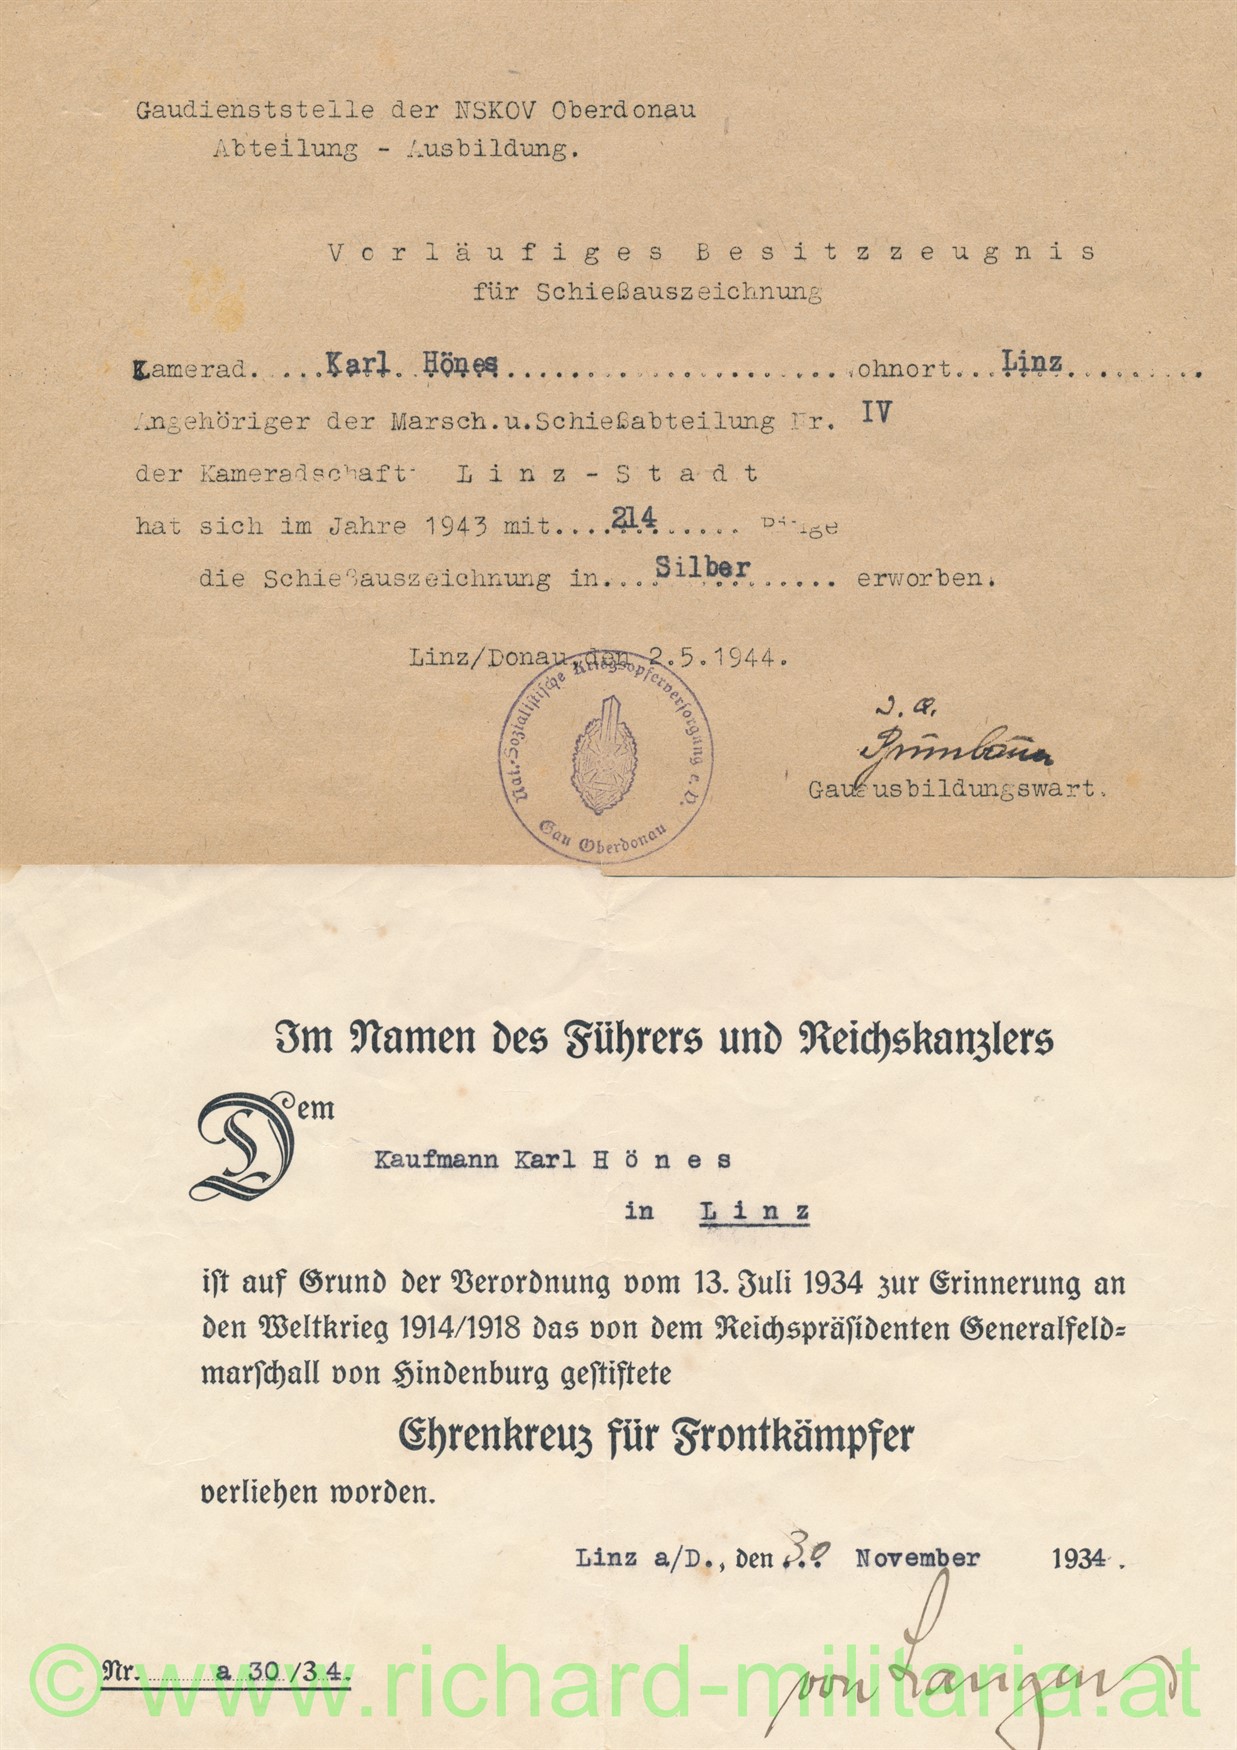 Gaudienststelle der NSKOV Oberdonau
Abteilung - Ausbildung.
Vorläufiges Besitzzeugnis
für Schießauszeichnung
Kamerad.....Karl Hönes......................Wohnort...Linz.........
Angehöriger der Marsch.u.Schießabteilung Nr. IV
der Kameradschaft Linz-Stadt
hat sich im Jahre 1943 mit....214...... Ringe
die Schießauszeichnung in....Silber...... erworben.
Linz/Donau,den 2.5.1944.
Nat.-Sozialistische Kriegsopferversorgung e.V.
Gau Oberdonau
I.A.
Grünbauer
Gauausbildungswart.
Im Namen des Führers und Reichskanzlers
Dem
Kaufmann Karl Hönes
in Linz
ist auf Grund der Verordnung vom 13. Juli 1934 zur Erinnerung an
den Weltkrieg 1914/1918 das von dem Reichspräsidenten Generalfeld=
marschall von Hindenburg gestiftete
Ehrenkreuz für Frontkämpfer
verliehen worden.
Linz a/D., den 30 November 1934.
Nr. a 30/34.
von Langen
© www.richard-militaria.at